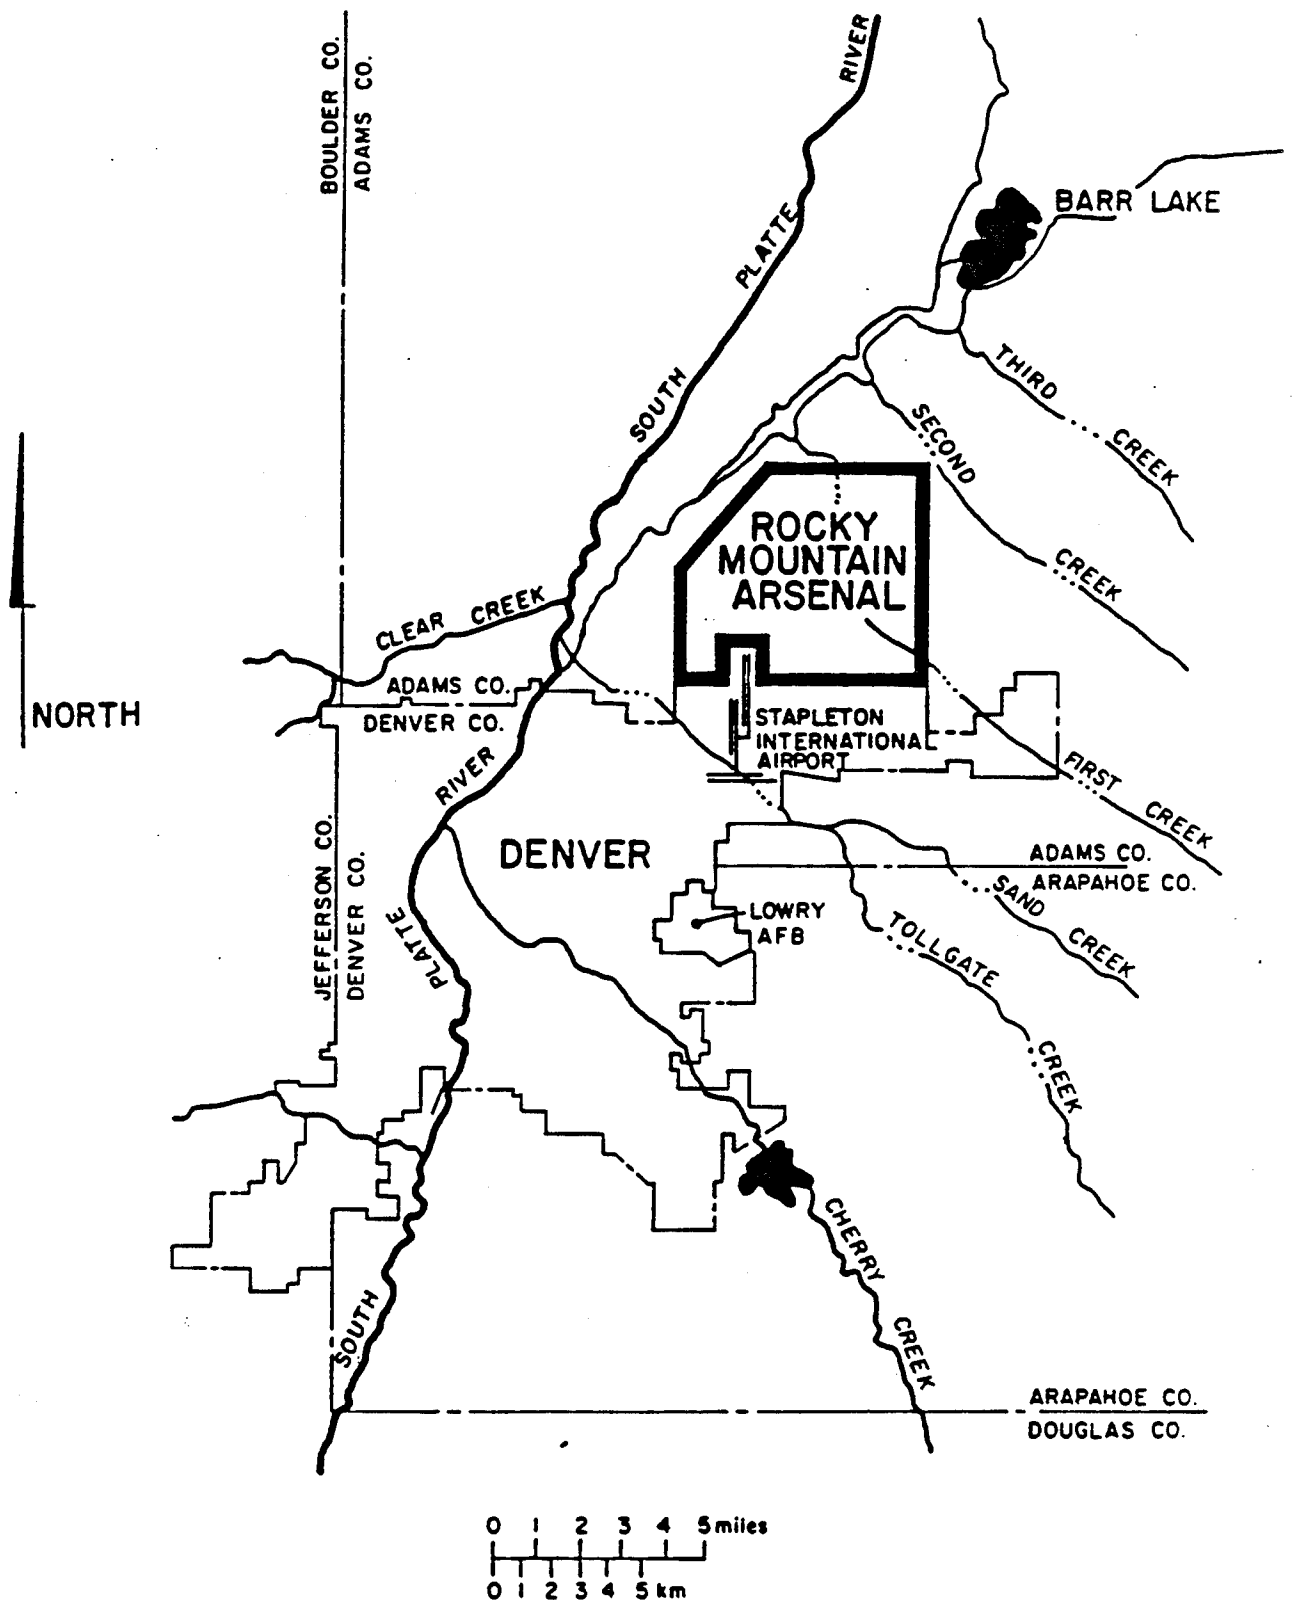 BOULDER CO.
ADAMS CO.
RIVER
PLATTE
SOUTH
BARR LAKE
THIRD
CREEK
SECOND
CREEK
ROCKY
MOUNTAIN
ARSENAL
CLEAR CREEK
NORTH
ADAMS CO.
DENVER CO.
STAPLETON
INTERNATIONAL
AIRPORT
FIRST
CREEK
RIVER
DENVER
JEFFERSON CO.
DENVER CO.
PLATTE
ADAMS CO.
ARAPAHOE CO.
LOWRY
AFB
SAND
CREEK
TOLLGATE
CREEK
CHERRY
CREEK
SOUTH
ARAPAHOE CO.
DOUGLAS CO.
0 1 2 3 4 5 miles
0 1 2 3 4 5 km